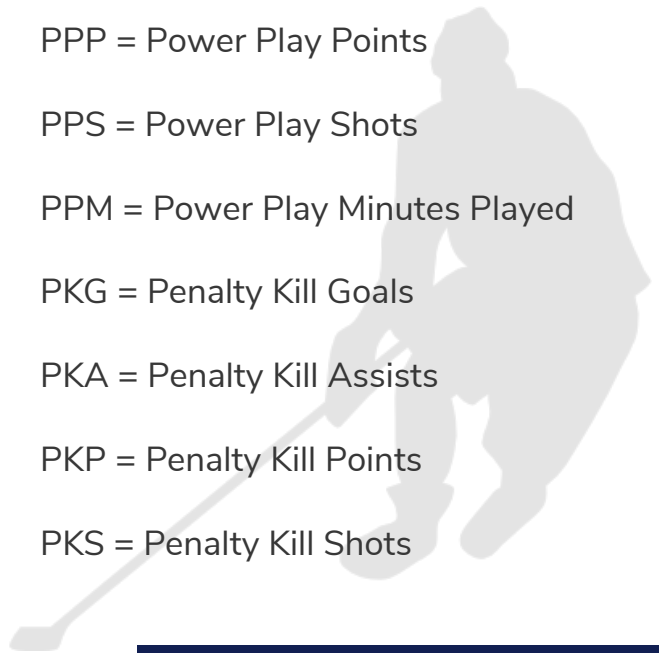 PPP = Power Play Points
PPS = Power Play Shots
PPM = Power Play Minutes Played
PKG = Penalty Kill Goals
PKA = Penalty Kill Assists
PKP = Penalty Kill Points
PKS = Penalty Kill Shots